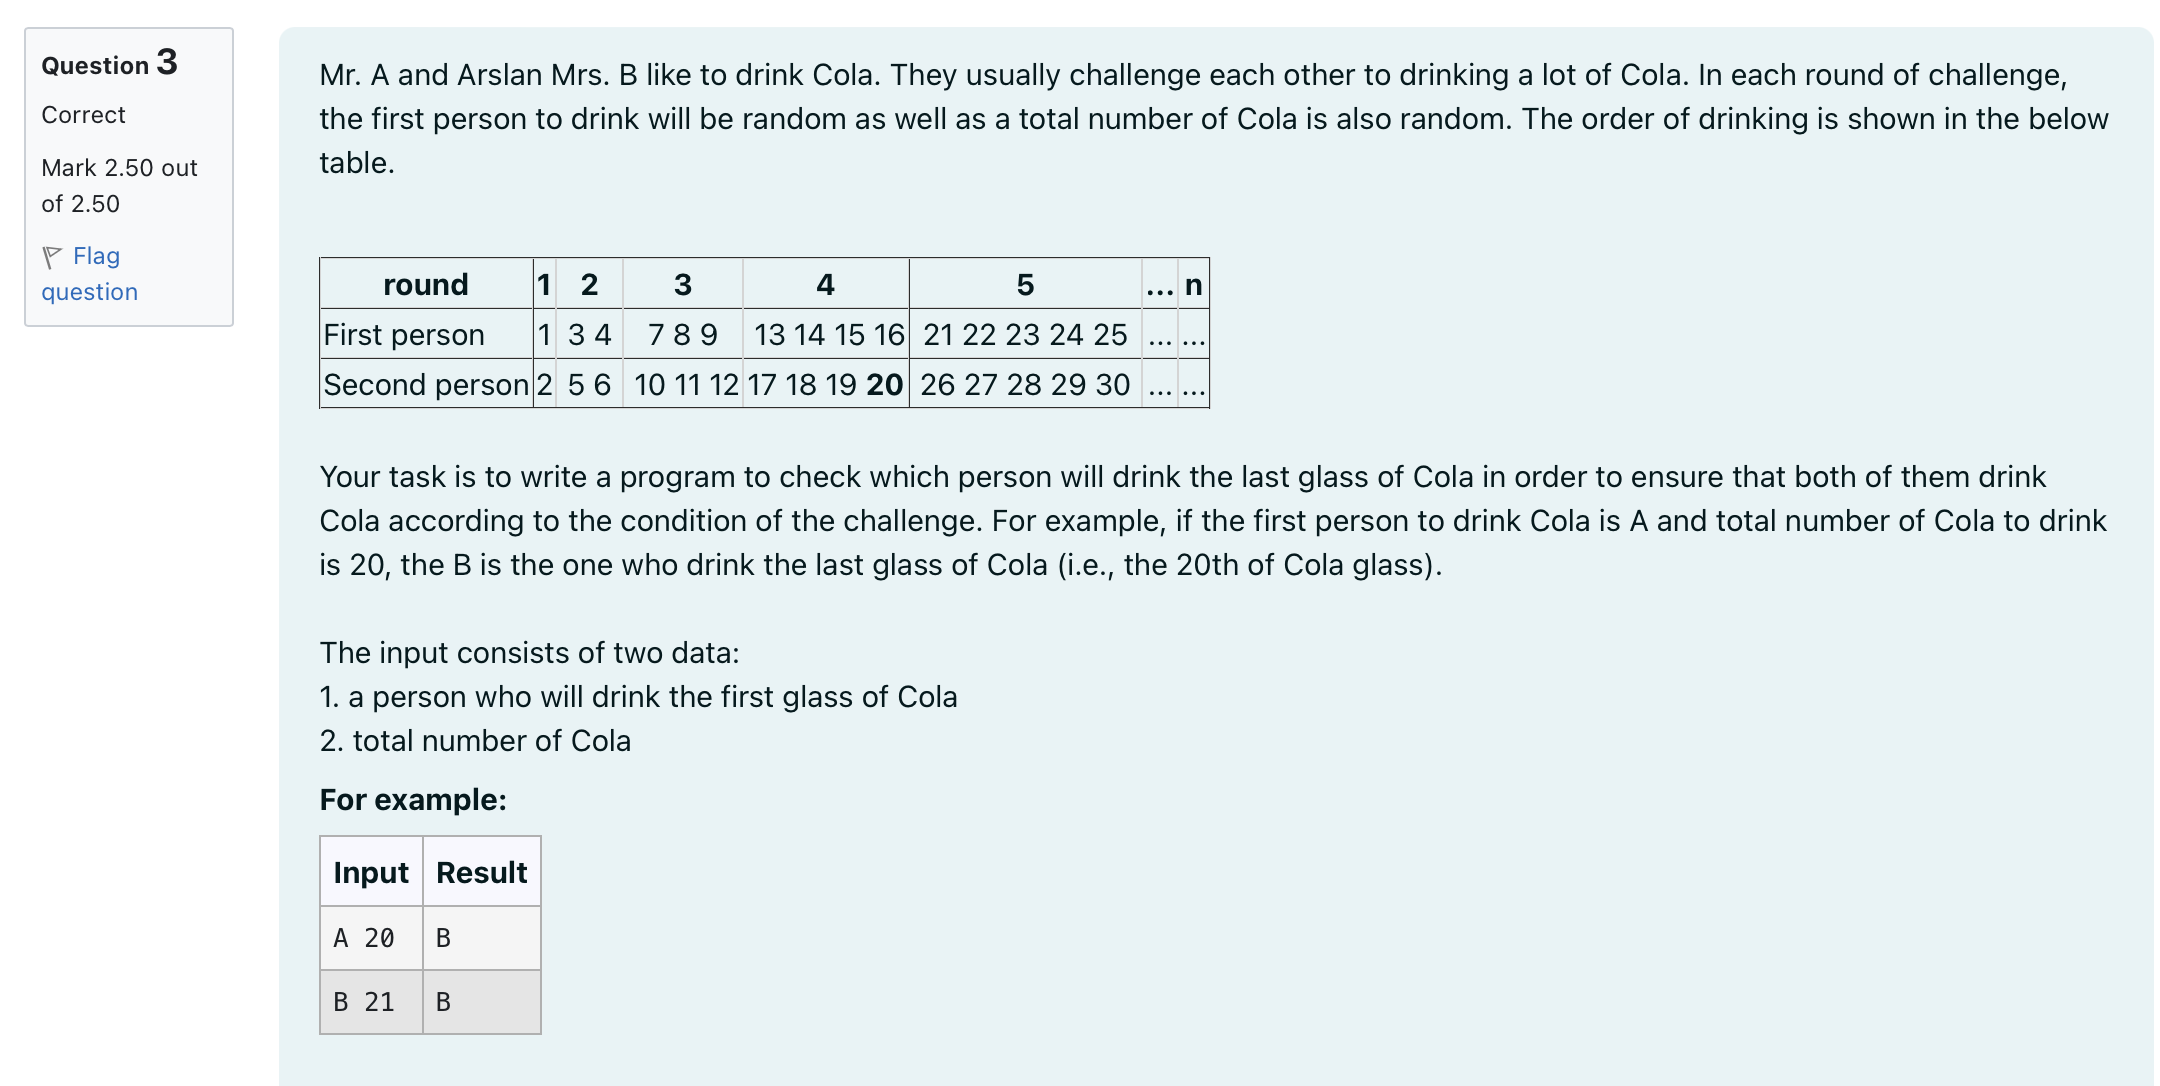 Question 3
Correct
Mark 2.50 out
of 2.50
Flag
question
Mr. A and Arslan Mrs. B like to drink Cola. They usually challenge each other to drinking a lot of Cola. In each round of challenge,
the first person to drink will be random as well as a total number of Cola is also random. The order of drinking is shown in the below
table.
round 1 2 3 4 5 ... n
First person 1 3 4 7 8 9 13 14 15 16 21 22 23 24 25 ... ...
Second person 2 5 6 10 11 12 17 18 19 20 26 27 28 29 30 ... ...
Your task is to write a program to check which person will drink the last glass of Cola in order to ensure that both of them drink
Cola according to the condition of the challenge. For example, if the first person to drink Cola is A and total number of Cola to drink
is 20, the B is the one who drink the last glass of Cola (i.e., the 20th of Cola glass).
The input consists of two data:
1. a person who will drink the first glass of Cola
2. total number of Cola
For example:
Input Result
A 20 B
B 21 B